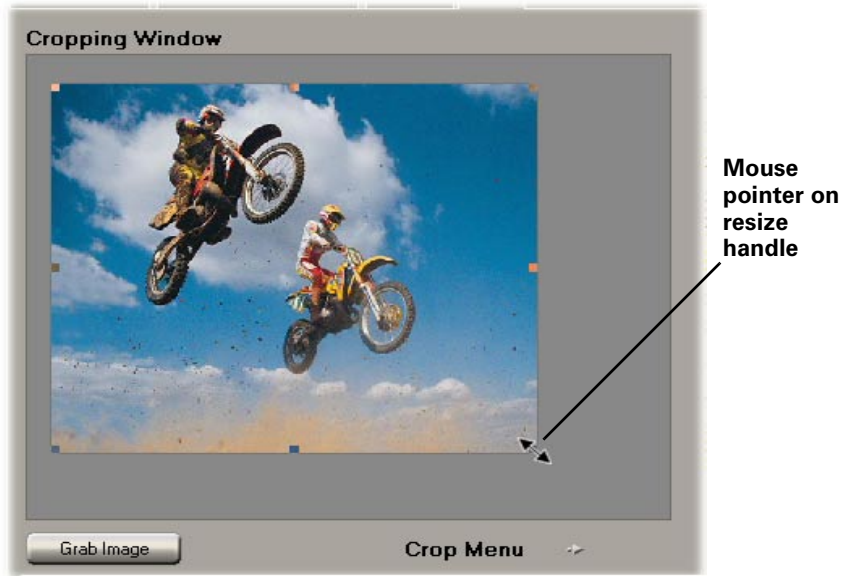 Cropping Window
Mouse
pointer on
resize
handle
Grab Image
Crop Menu